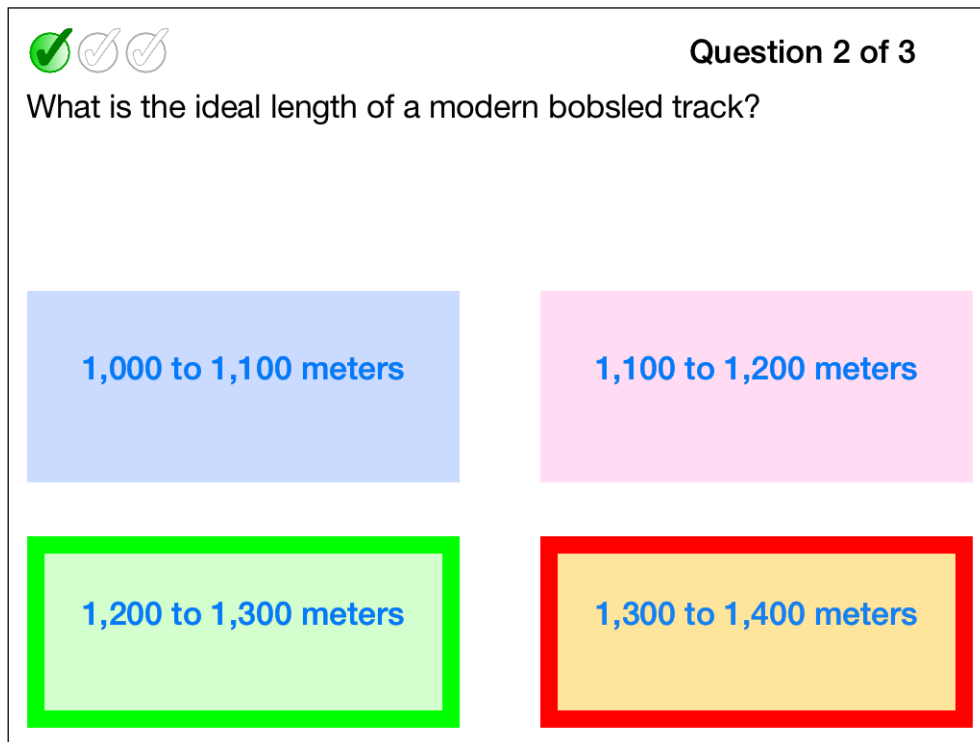 Question 2 of 3
What is the ideal length of a modern bobsled track?
1,000 to 1,100 meters
1,100 to 1,200 meters
1,200 to 1,300 meters
1,300 to 1,400 meters